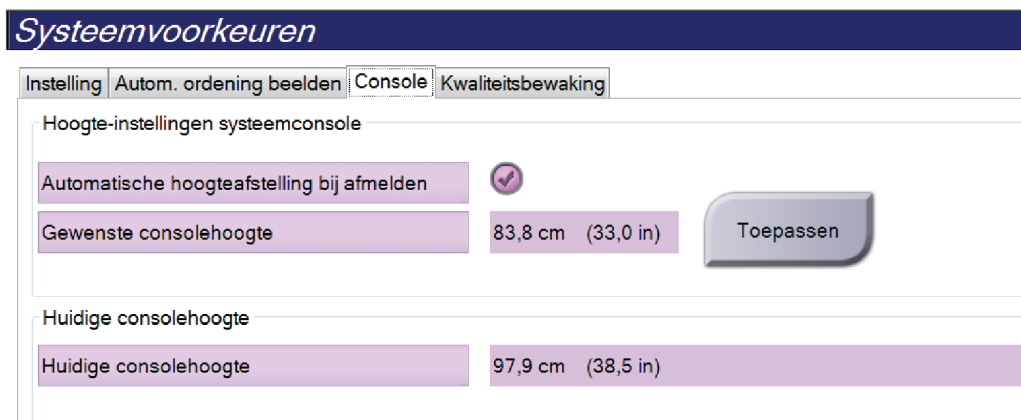 Systeemvoorkeuren
Instelling Autom. ordening beelden Console Kwaliteitsbewaking
Hoogte-instellingen systeemconsole
Automatische hoogteafstelling bij afmelden
Gewenste consolehoogte 83,8 cm (33,0 in) Toepassen
Huidige consolehoogte
Huidige consolehoogte 97,9 cm (38,5 in)